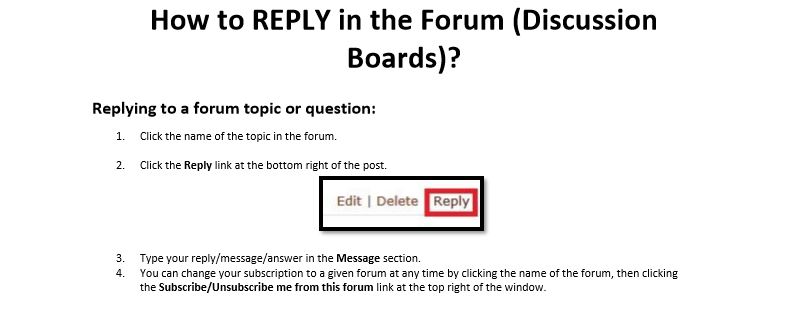 How to REPLY in the Forum (Discussion
Boards)?
Replying to a forum topic or question:
1. Click the name of the topic in the forum.
2. Click the Reply link at the bottom right of the post.
Edit | Delete Reply
3. Type your reply/message/answer in the Message section.
4. You can change your subscription to a given forum at any time by clicking the name of the forum, then clicking
the Subscribe/Unsubscribe me from this forum link at the top right of the window.